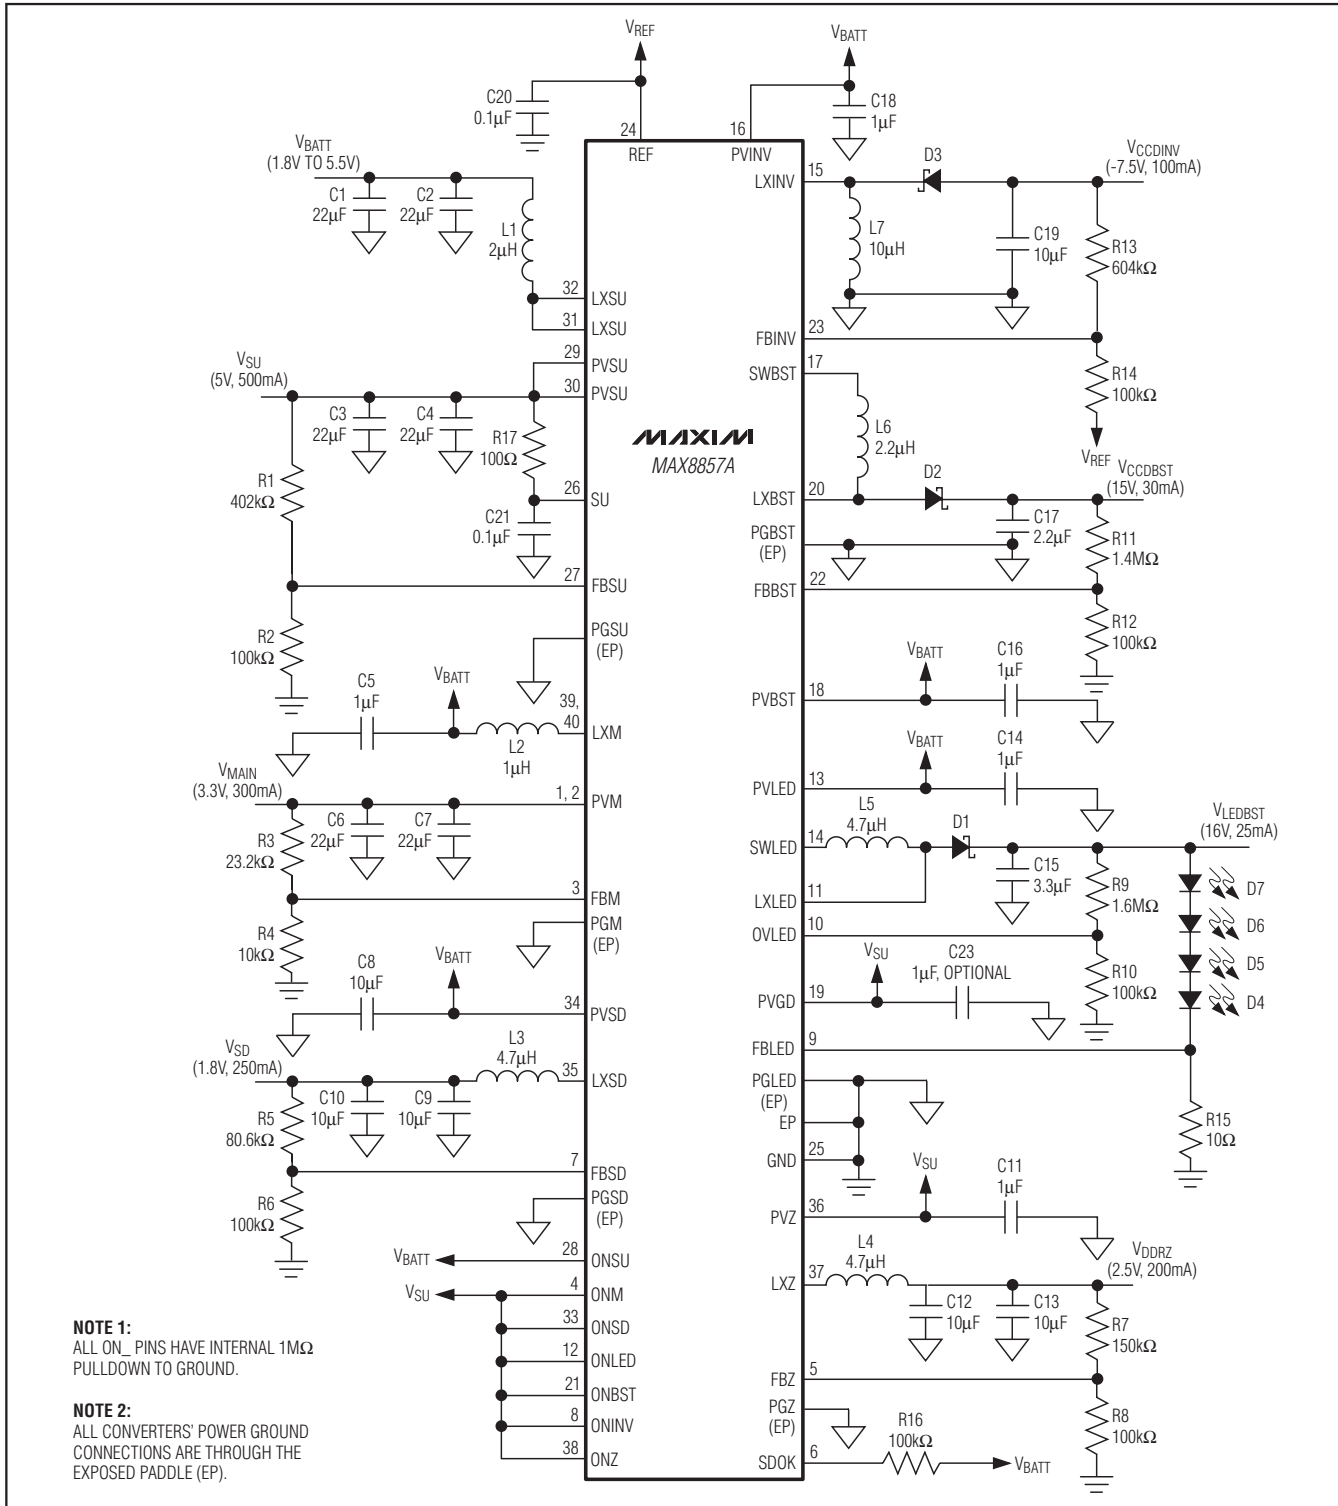 VREF
VBATT
C20
0.1µF
C18
1µF
24
16
REF
PVINV
VBATT
(1.8V TO 5.5V)
C1
22µF
C2
22µF
L1
2µH
32
LXSU
31
LXSU
29
PVSU
30
PVSU
VSU
(5V, 500mA)
C3
22µF
C4
22µF
R17
100Ω
R1
402kΩ
26
SU
C21
0.1µF
27
FBSU
R2
100kΩ
PGSU
(EP)
C5
1µF
VBATT
39,
40
LXM
L2
1µH
VMAIN
(3.3V, 300mA)
1, 2
PVM
C6
22µF
C7
22µF
R3
23.2kΩ
3
FBM
PGM
(EP)
R4
10kΩ
C8
10µF
VBATT
34
PVSD
VSD
(1.8V, 250mA)
L3
4.7µH
35
LXSD
C10
10µF
C9
10µF
R5
80.6kΩ
7
FBSD
R6
100kΩ
PGSD
(EP)
VBATT
28
ONSU
VSU
4
ONM
33
ONSD
12
ONLED
21
ONBST
8
ONINV
38
ONZ
MAXIM
MAX8857A
15
LXINV
D3
VCCDINV
(-7.5V, 100mA)
L7
10µH
C19
10µF
R13
604kΩ
23
FBINV
17
SWBST
R14
100kΩ
VREF
L6
2.2µH
20
LXBST
D2
VCCDBST
(15V, 30mA)
C17
2.2µF
R11
1.4MΩ
PGBST
(EP)
22
FBBST
R12
100kΩ
VBATT
C16
1µF
18
PVBST
VBATT
C14
1µF
13
PVLED
L5
4.7µH
D1
VLEDBST
(16V, 25mA)
14
SWLED
C15
3.3µF
R9
1.6MΩ
D7
D6
D5
D4
11
LXLED
10
OVLED
VSU
C23
1µF, OPTIONAL
R10
100kΩ
19
PVGD
9
FBLED
PGLED
(EP)
EP
25
GND
R15
10Ω
VSU
C11
1µF
36
PVZ
L4
4.7µH
VDDRZ
(2.5V, 200mA)
37
LXZ
C12
10µF
C13
10µF
R7
150kΩ
5
FBZ
PGZ
(EP)
R8
100kΩ
R16
100kΩ
6
SDOK
VBATT
NOTE 1:
ALL ON_ PINS HAVE INTERNAL 1MΩ
PULLDOWN TO GROUND.
NOTE 2:
ALL CONVERTERS' POWER GROUND
CONNECTIONS ARE THROUGH THE
EXPOSED PADDLE (EP).